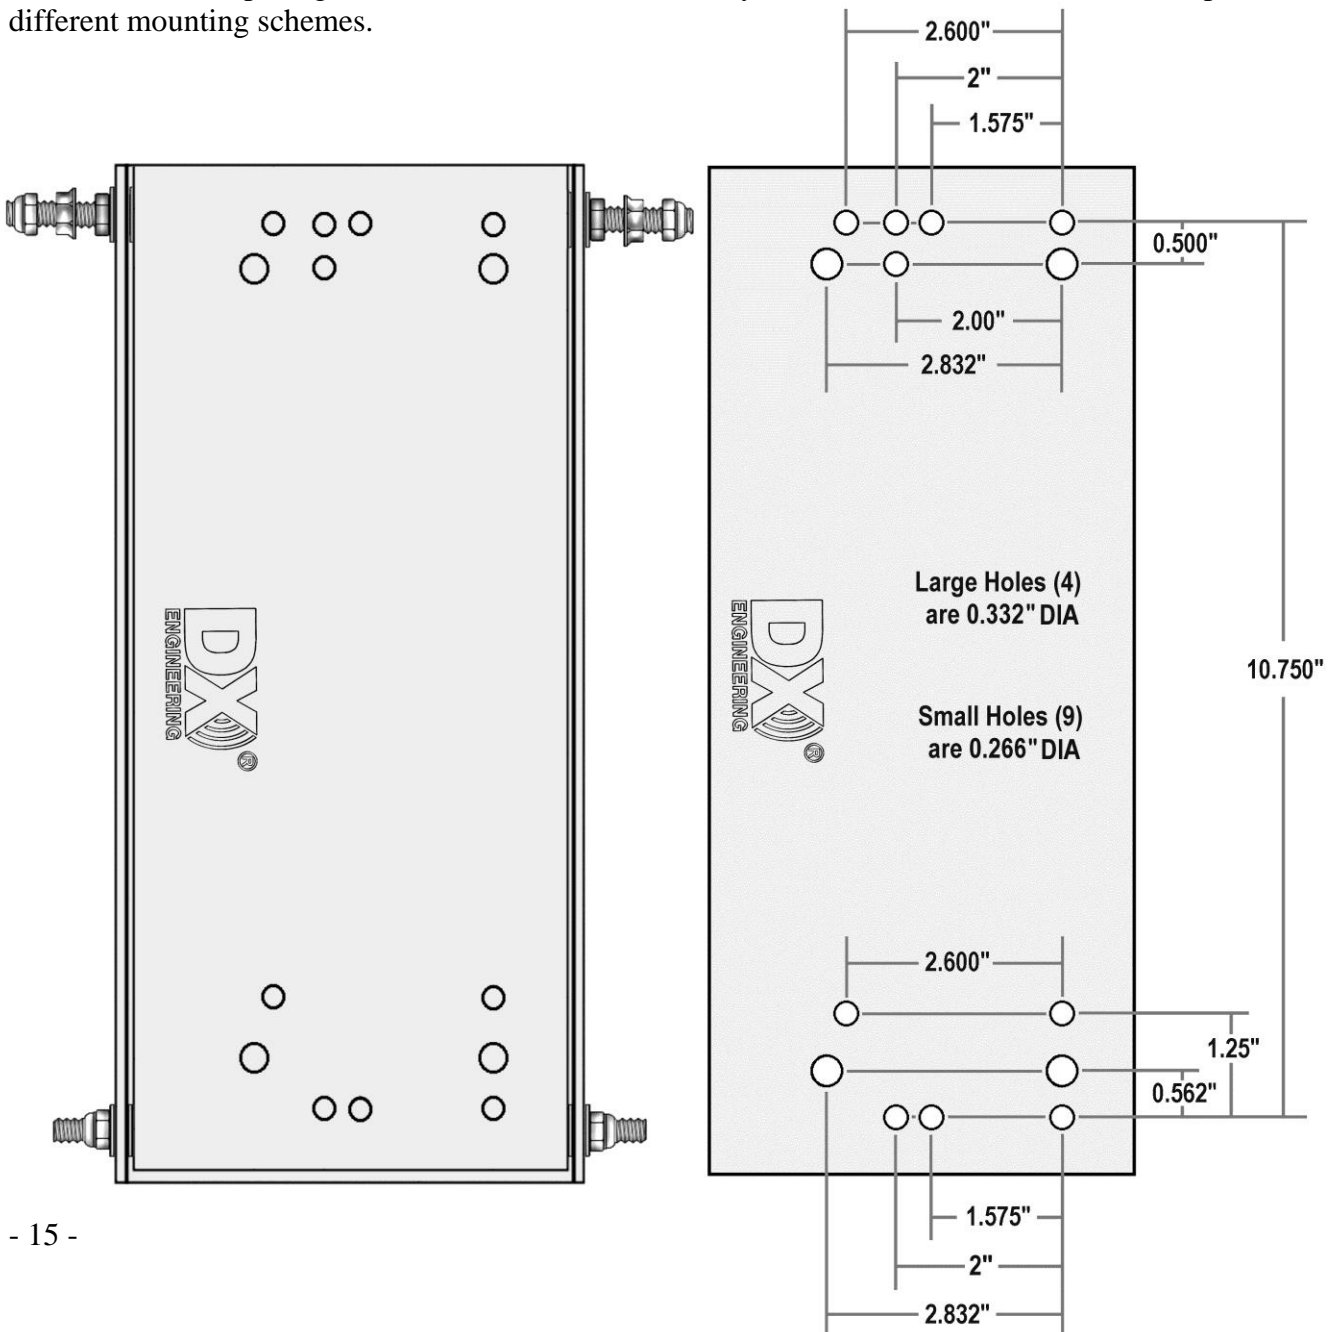 different mounting schemes.
2.600"
2"
1.575"
0.500"
2.00"
2.832"
DX
ENGINEERING
®
DX
ENGINEERING
®
Large Holes (4)
are 0.332" DIA
10.750"
Small Holes (9)
are 0.266" DIA
2.600"
1.25"
0.562"
1.575"
2"
2.832"
- 15 -